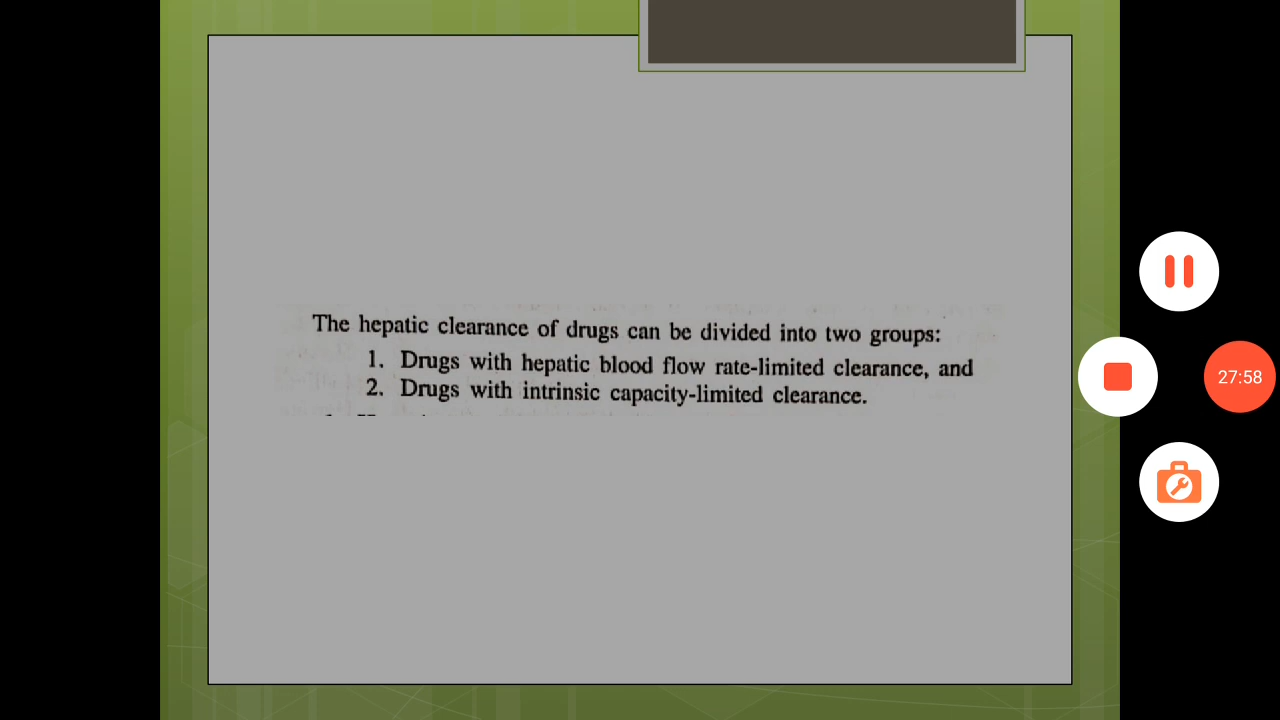 The hepatic clearance of drugs can be divided into two groups:
1. Drugs with hepatic blood flow rate-limited clearance, and
2. Drugs with intrinsic capacity-limited clearance.
27:58